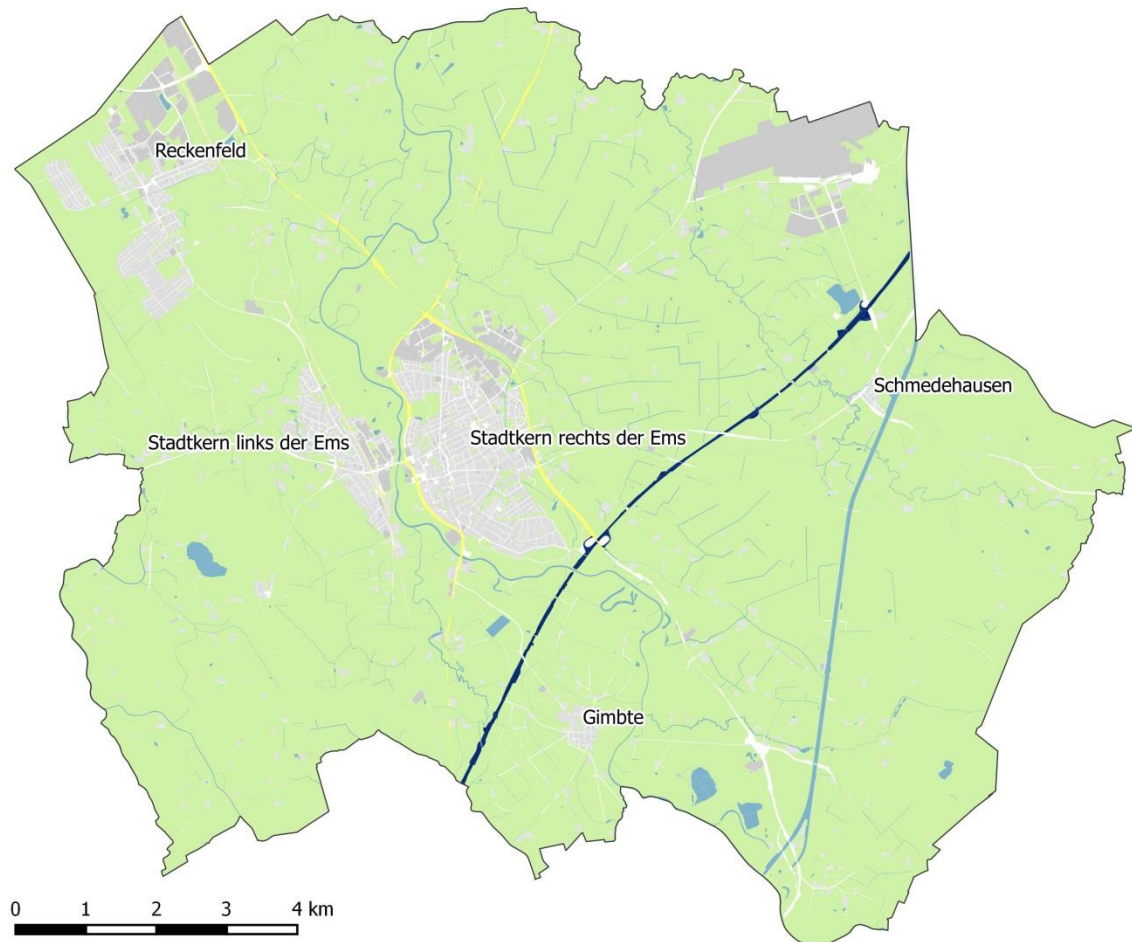 Reckenfeld
Schmedehausen
Stadtkern links der Ems
Stadtkern rechts der Ems
Gimbte
0 1 2 3 4 km